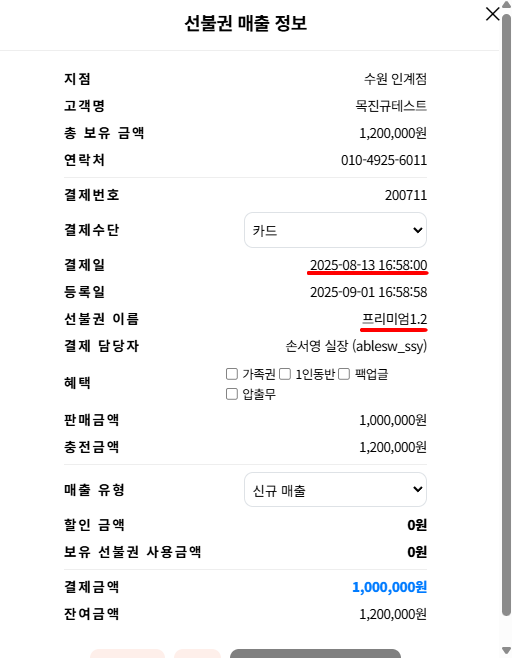 선불권 매출 정보
지점 수원 인계점
고객명 목진규테스트
총 보유 금액 1,200,000원
연락처 010-4925-6011
결제번호 200711
결제수단 카드
결제일 2025-08-13 16:58:00
등록일 2025-09-01 16:58:58
선불권 이름 프리미엄1.2
결제 담당자 손서영 실장 (ablesw_ssy)
혜택 가족권 1인동반 팩업글
압출무
판매금액 1,000,000원
충전금액 1,200,000원
매출 유형 신규 매출
할인 금액 0원
보유 선불권 사용금액 0원
결제금액 1,000,000원
잔여금액 1,200,000원